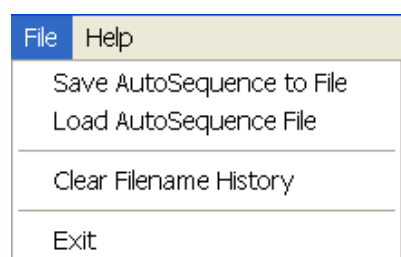 File Help
Save AutoSequence to File
Load AutoSequence File
Clear Filename History
Exit